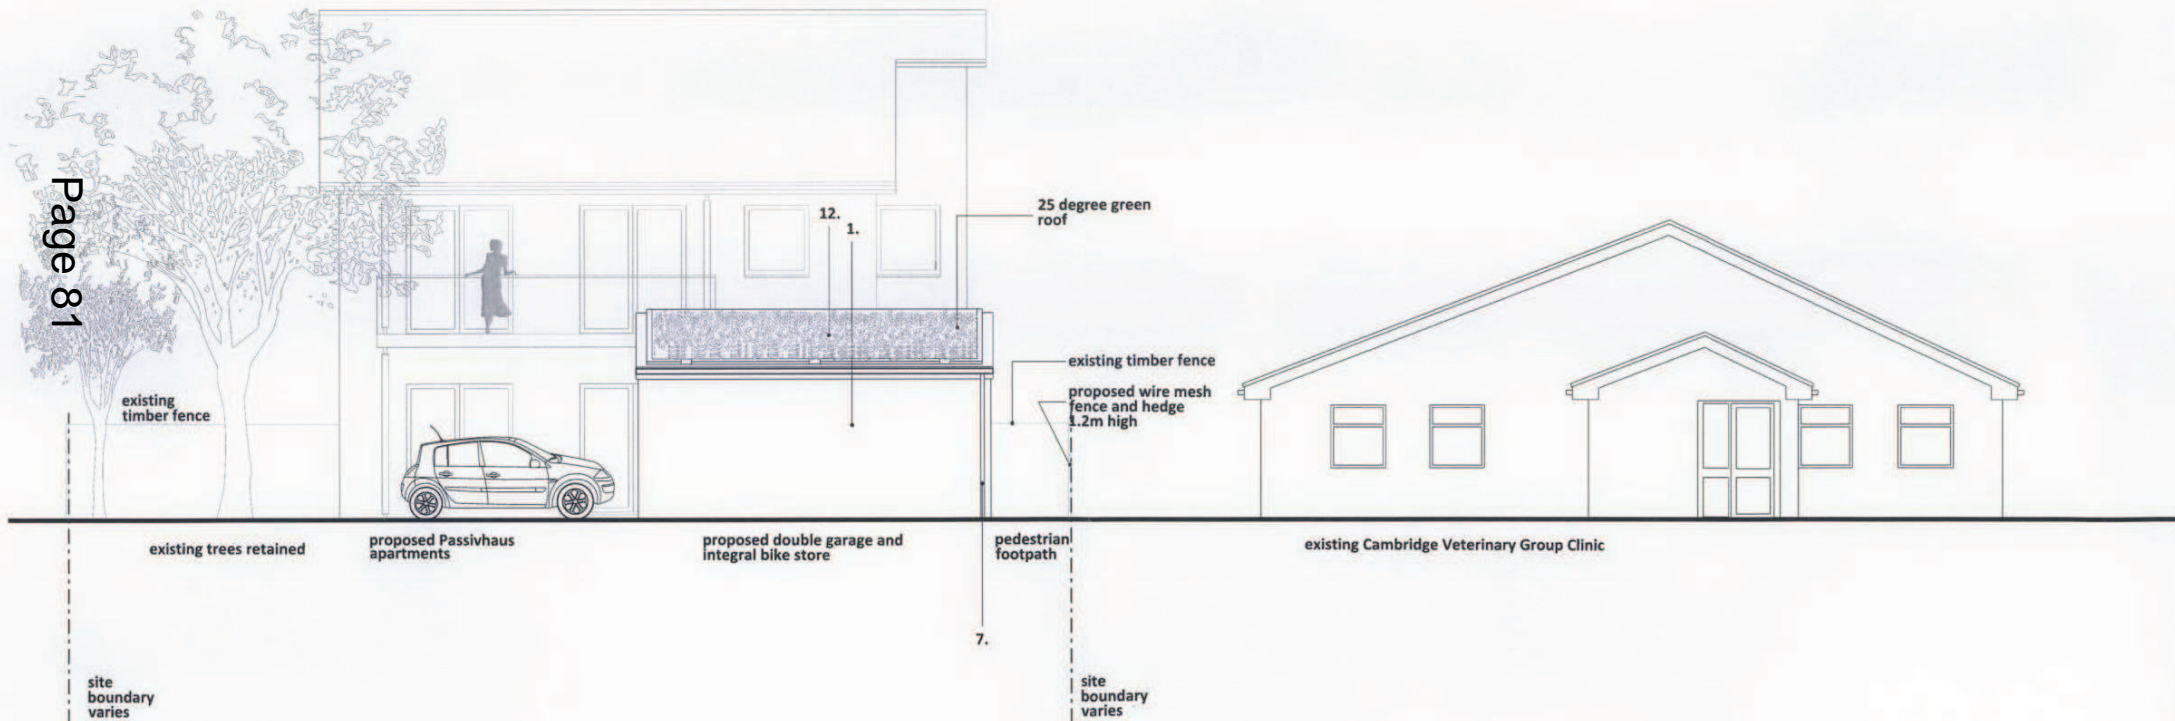 Page 81
12.
1.
25 degree green
roof
existing timber fence
proposed wire mesh
fence and hedge
1.2m high
existing
timber fence
existing trees retained
proposed Passivhaus
apartments
proposed double garage and
integral bike store
pedestrian
footpath
existing Cambridge Veterinary Group Clinic
7.
site
boundary
varies
site
boundary
varies